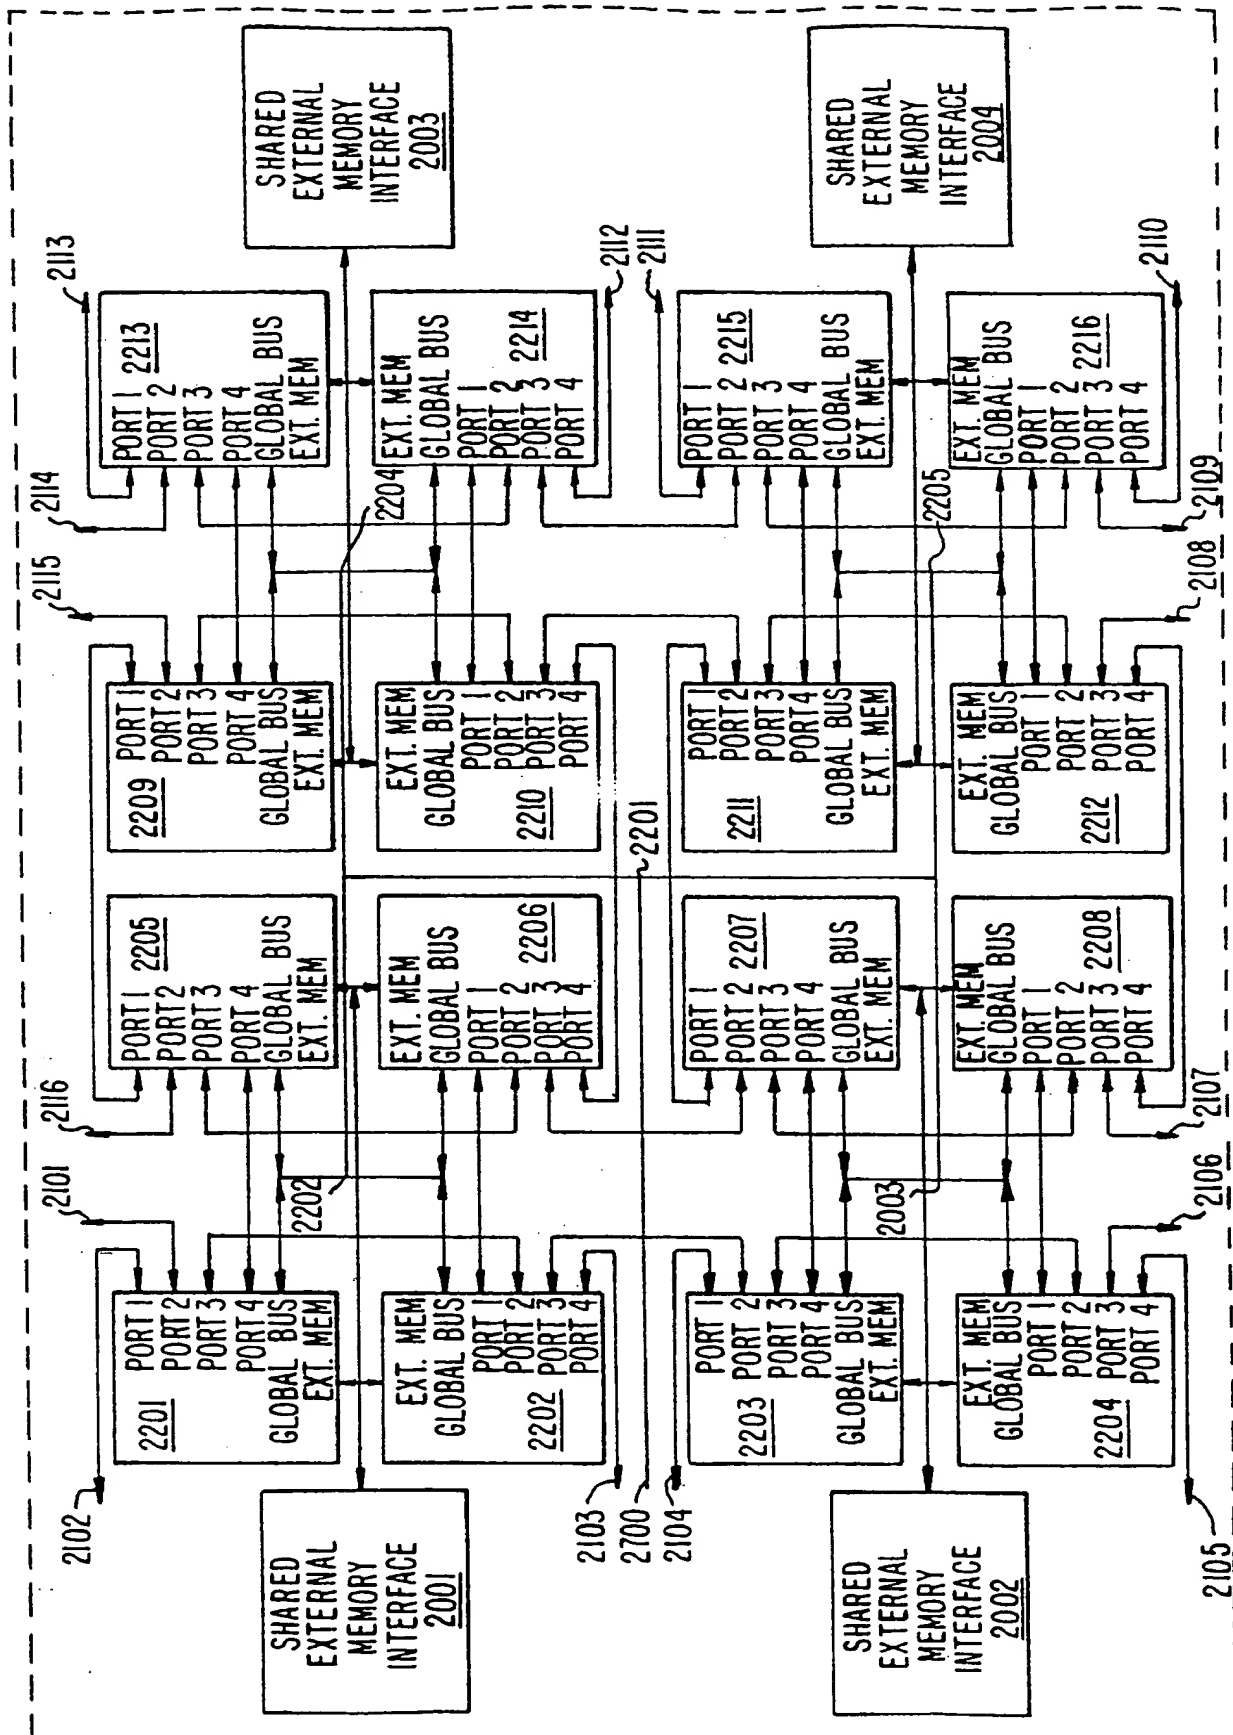 2102
2101
2116
2115
2114
2113
SHARED
EXTERNAL
MEMORY
INTERFACE
2001
2201
PORT 1
PORT 2
PORT 3
PORT 4
GLOBAL BUS
EXT. MEM
2205
PORT 1
PORT 2
PORT 3
PORT 4
GLOBAL BUS
EXT. MEM
2209
PORT 1
PORT 2
PORT 3
PORT 4
GLOBAL BUS
EXT. MEM
2213
PORT 1
PORT 2
PORT 3
PORT 4
GLOBAL BUS
EXT. MEM
SHARED
EXTERNAL
MEMORY
INTERFACE
2003
2202
2204
EXT. MEM
GLOBAL BUS
PORT 1
PORT 2
PORT 3
PORT 4
2202
EXT. MEM
GLOBAL BUS
PORT 1
PORT 2
PORT 3
PORT 4
2206
EXT. MEM
GLOBAL BUS
PORT 1
PORT 2
PORT 3
PORT 4
2210
EXT. MEM
GLOBAL BUS
PORT 1
PORT 2
PORT 3
PORT 4
2214
2103
2112
2700
2201
2104
2111
SHARED
EXTERNAL
MEMORY
INTERFACE
2002
2203
PORT 1
PORT 2
PORT 3
PORT 4
GLOBAL BUS
EXT. MEM
2207
PORT 1
PORT 2
PORT 3
PORT 4
GLOBAL BUS
EXT. MEM
2211
PORT 1
PORT 2
PORT 3
PORT 4
GLOBAL BUS
EXT. MEM
2215
PORT 1
PORT 2
PORT 3
PORT 4
GLOBAL BUS
EXT. MEM
SHARED
EXTERNAL
MEMORY
INTERFACE
2004
2003
2205
EXT. MEM
GLOBAL BUS
PORT 1
PORT 2
PORT 3
PORT 4
2204
EXT. MEM
GLOBAL BUS
PORT 1
PORT 2
PORT 3
PORT 4
2208
EXT. MEM
GLOBAL BUS
PORT 1
PORT 2
PORT 3
PORT 4
2212
EXT. MEM
GLOBAL BUS
PORT 1
PORT 2
PORT 3
PORT 4
2216
2105
2106
2107
2108
2109
2110